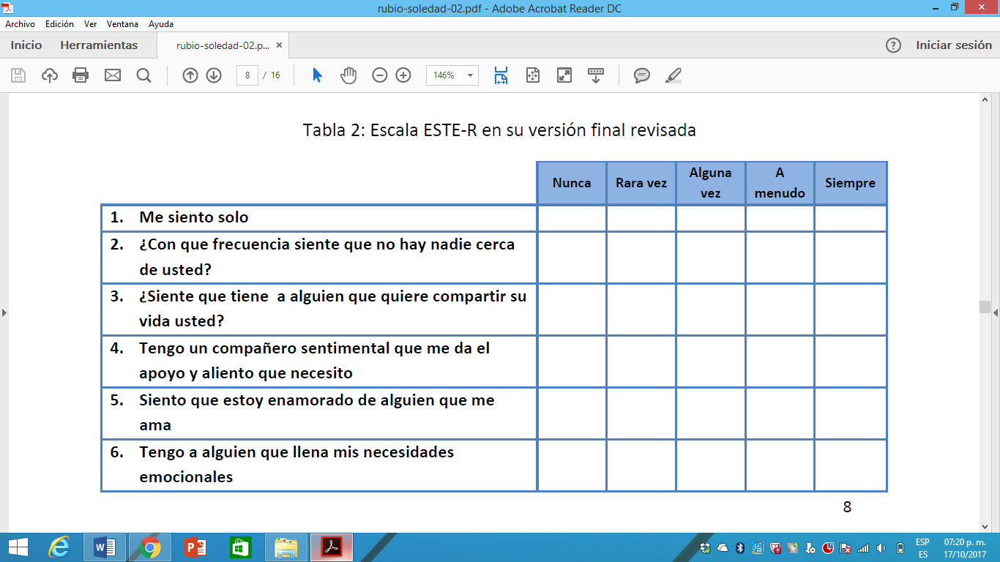 rubio-soledad-02.pdf - Adobe Acrobat Reader DC
Archivo Edición Ver Ventana Ayuda
Inicio Herramientas rubio-soledad-02.p... × ? Iniciar sesión
8 / 16 146%
Tabla 2: Escala ESTE-R en su versión final revisada
Nunca Rara vez Alguna vez A menudo Siempre
1. Me siento solo
2. ¿Con que frecuencia siente que no hay nadie cerca
de usted?
3. ¿Siente que tiene a alguien que quiere compartir su
vida usted?
4. Tengo un compañero sentimental que me da el
apoyo y aliento que necesito
5. Siento que estoy enamorado de alguien que me
ama
6. Tengo a alguien que llena mis necesidades
emocionales
8
ESP 07:20 p. m.
ES 17/10/2017